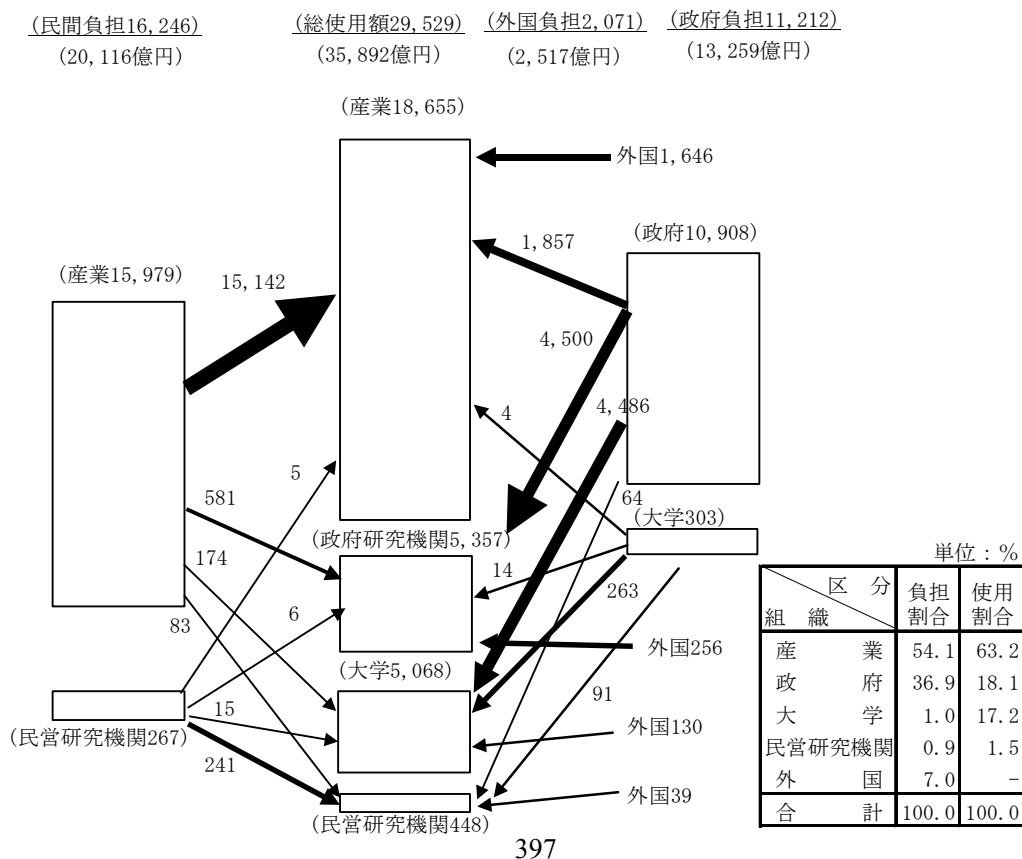 (民間負担16,246) (総使用額29,529) (外国負担2,071) (政府負担11,212)
(20,116億円) (35,892億円) (2,517億円) (13,259億円)
(産業18,655)
外国1,646
(政府10,908)
1,857
(産業15,979)
15,142
4,500
4,486
4
5
581
64
(大学303)
(政府研究機関5,357)
174
14
263
6
83
外国256
(大学5,068)
91
15
外国130
(民営研究機関267)
241
外国39
(民営研究機関448)
単位：%
区 分 負担 使用
組 織 割合 割合
産 業 54.1 63.2
政 府 36.9 18.1
大 学 1.0 17.2
民営研究機関 0.9 1.5
外 国 7.0 -
合 計 100.0 100.0
397